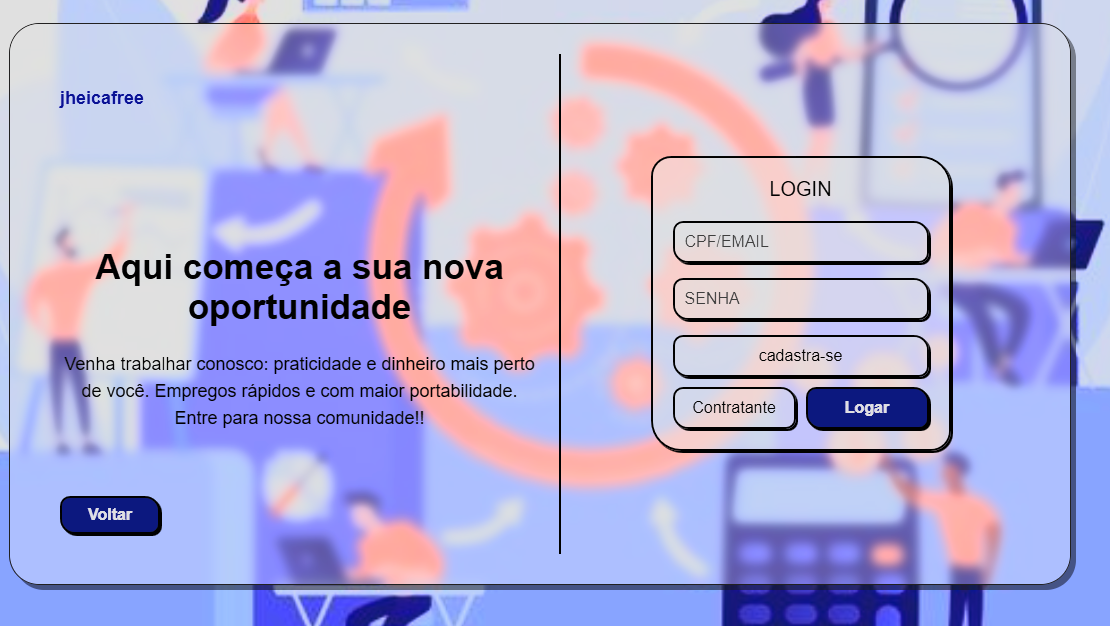 jheicafree
Aqui começa a sua nova
oportunidade
Venha trabalhar conosco: praticidade e dinheiro mais perto
de você. Empregos rápidos e com maior portabilidade.
Entre para nossa comunidade!!
Voltar
LOGIN
CPF/EMAIL
SENHA
cadastra-se
Contratante
Logar